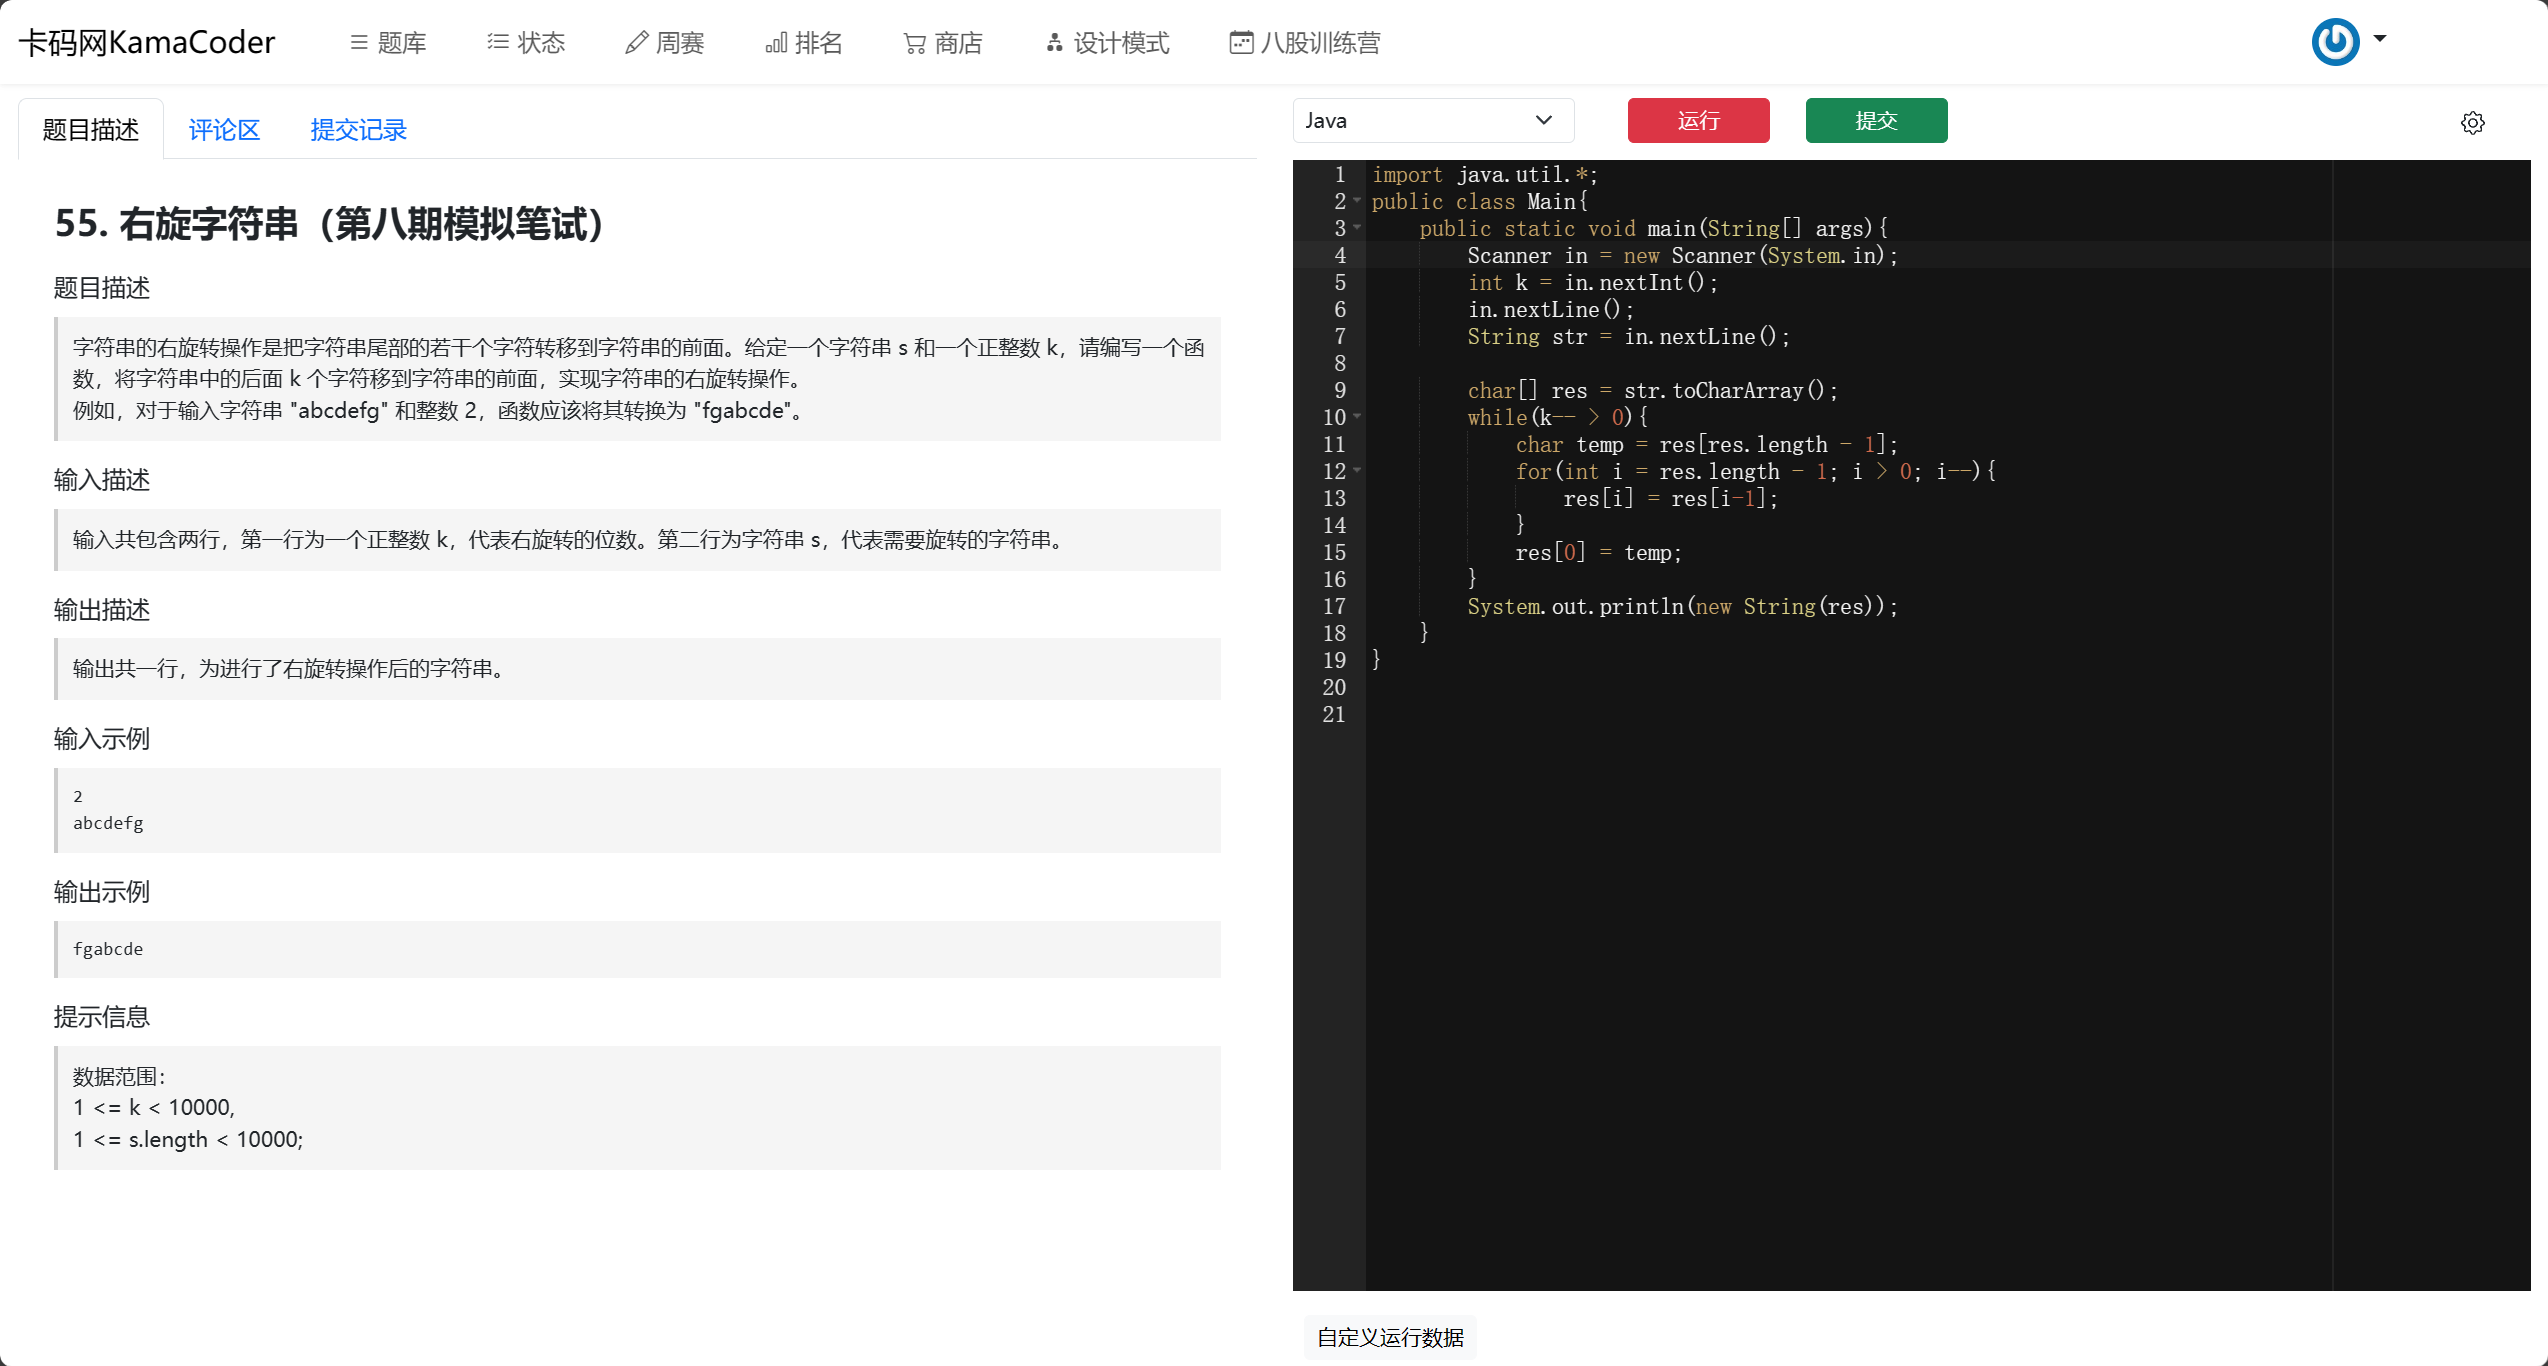 卡码网KamaCoder
题库
状态
周赛
排名
商店
设计模式
八股训练营
题目描述
评论区
提交记录
55. 右旋字符串（第八期模拟笔试）
题目描述
字符串的右旋转操作是把字符串尾部的若干个字符转移到字符串的前面。给定一个字符串 s 和一个正整数 k，请编写一个函
数，将字符串中的后面 k 个字符移到字符串的前面，实现字符串的右旋转操作。
例如，对于输入字符串 "abcdefg" 和整数 2，函数应该将其转换为 "fgabcde"。
输入描述
输入共包含两行，第一行为一个正整数 k，代表右旋转的位数。第二行为字符串 s，代表需要旋转的字符串。
输出描述
输出共一行，为进行了右旋转操作后的字符串。
输入示例
2
abcdefg
输出示例
fgabcde
提示信息
数据范围：
1 <= k < 10000,
1 <= s.length < 10000;
Java
运行
提交
1 import java.util.*;
2 public class Main{
3     public static void main(String[] args){
4         Scanner in = new Scanner(System.in);
5         int k = in.nextInt();
6         in.nextLine();
7         String str = in.nextLine();
8
9         char[] res = str.toCharArray();
10         while(k-- > 0){
11             char temp = res[res.length - 1];
12             for(int i = res.length - 1; i > 0; i--){
13                 res[i] = res[i-1];
14             }
15             res[0] = temp;
16         }
17         System.out.println(new String(res));
18     }
19 }
20
21
自定义运行数据